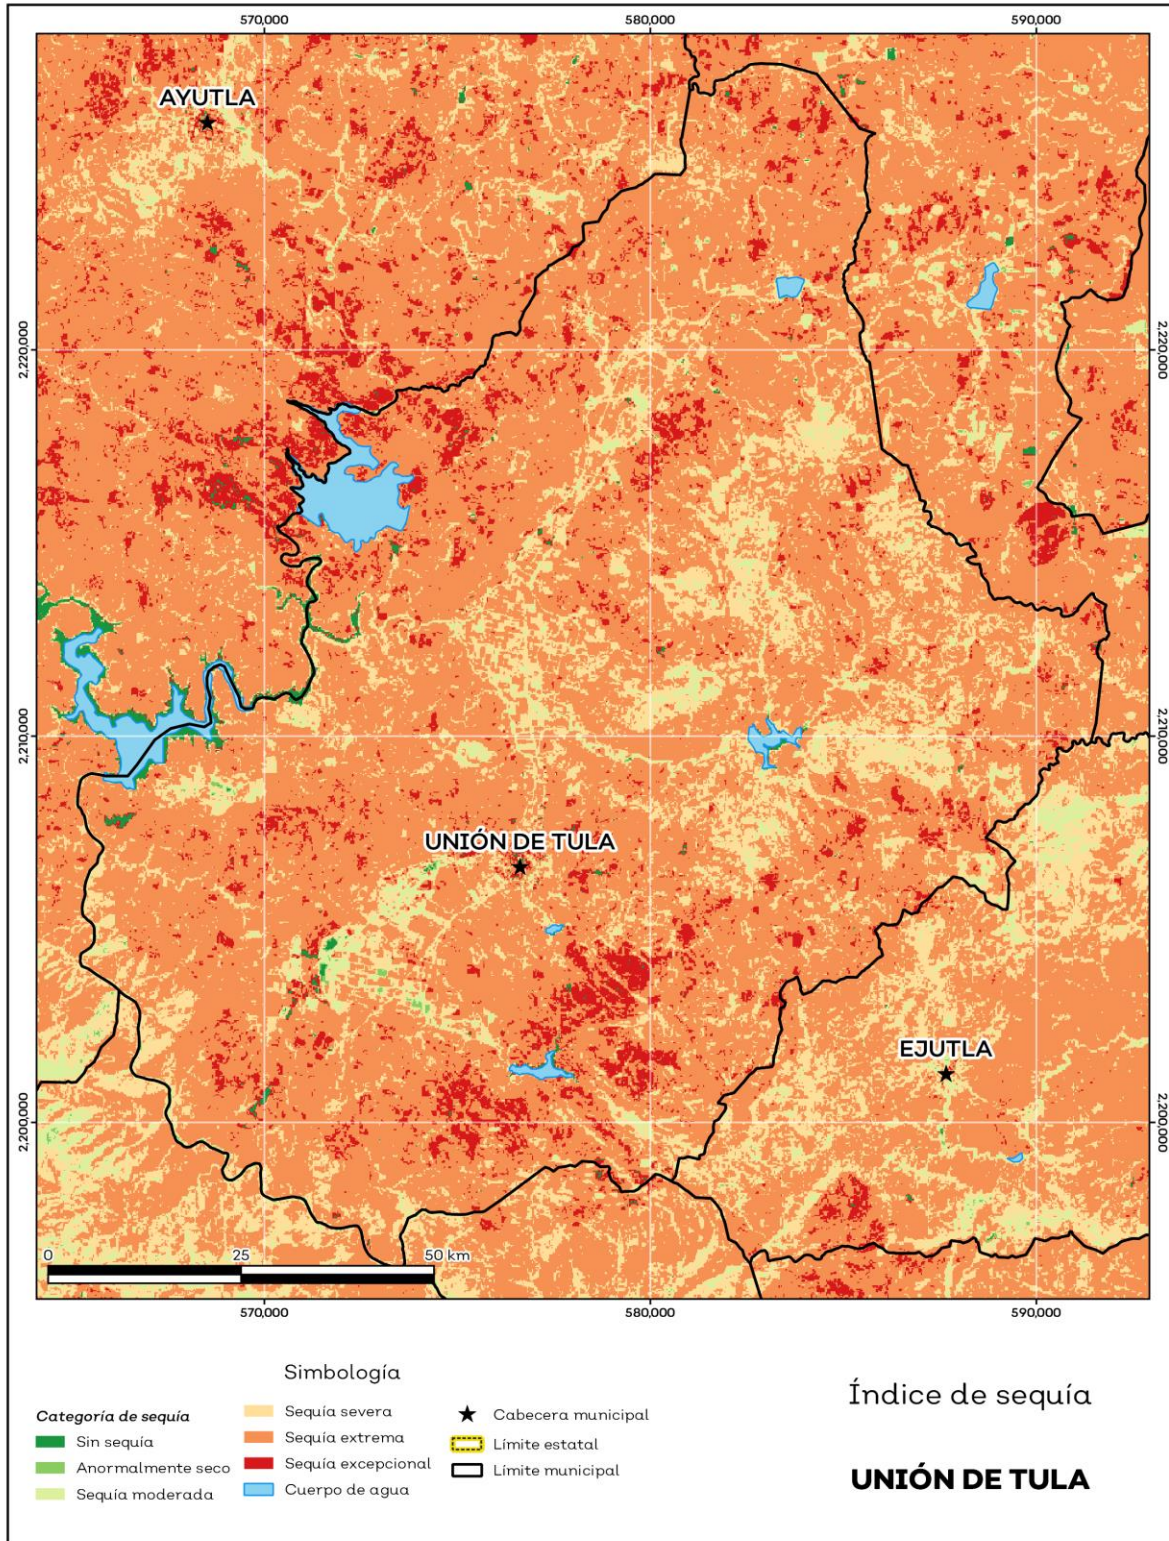 570,000
580,000
590,000
AYUTLA
2,220,000
2,220,000
2,210,000
2,210,000
UNIÓN DE TULA
EJUTLA
2,200,000
2,200,000
0
25
50 km
570,000
580,000
590,000
Simbología
Categoría de sequía
Sin sequía
Anormalmente seco
Sequía moderada
Sequía severa
Sequía extrema
Sequía excepcional
Cuerpo de agua
Cabecera municipal
Límite estatal
Límite municipal
Índice de sequía
UNIÓN DE TULA